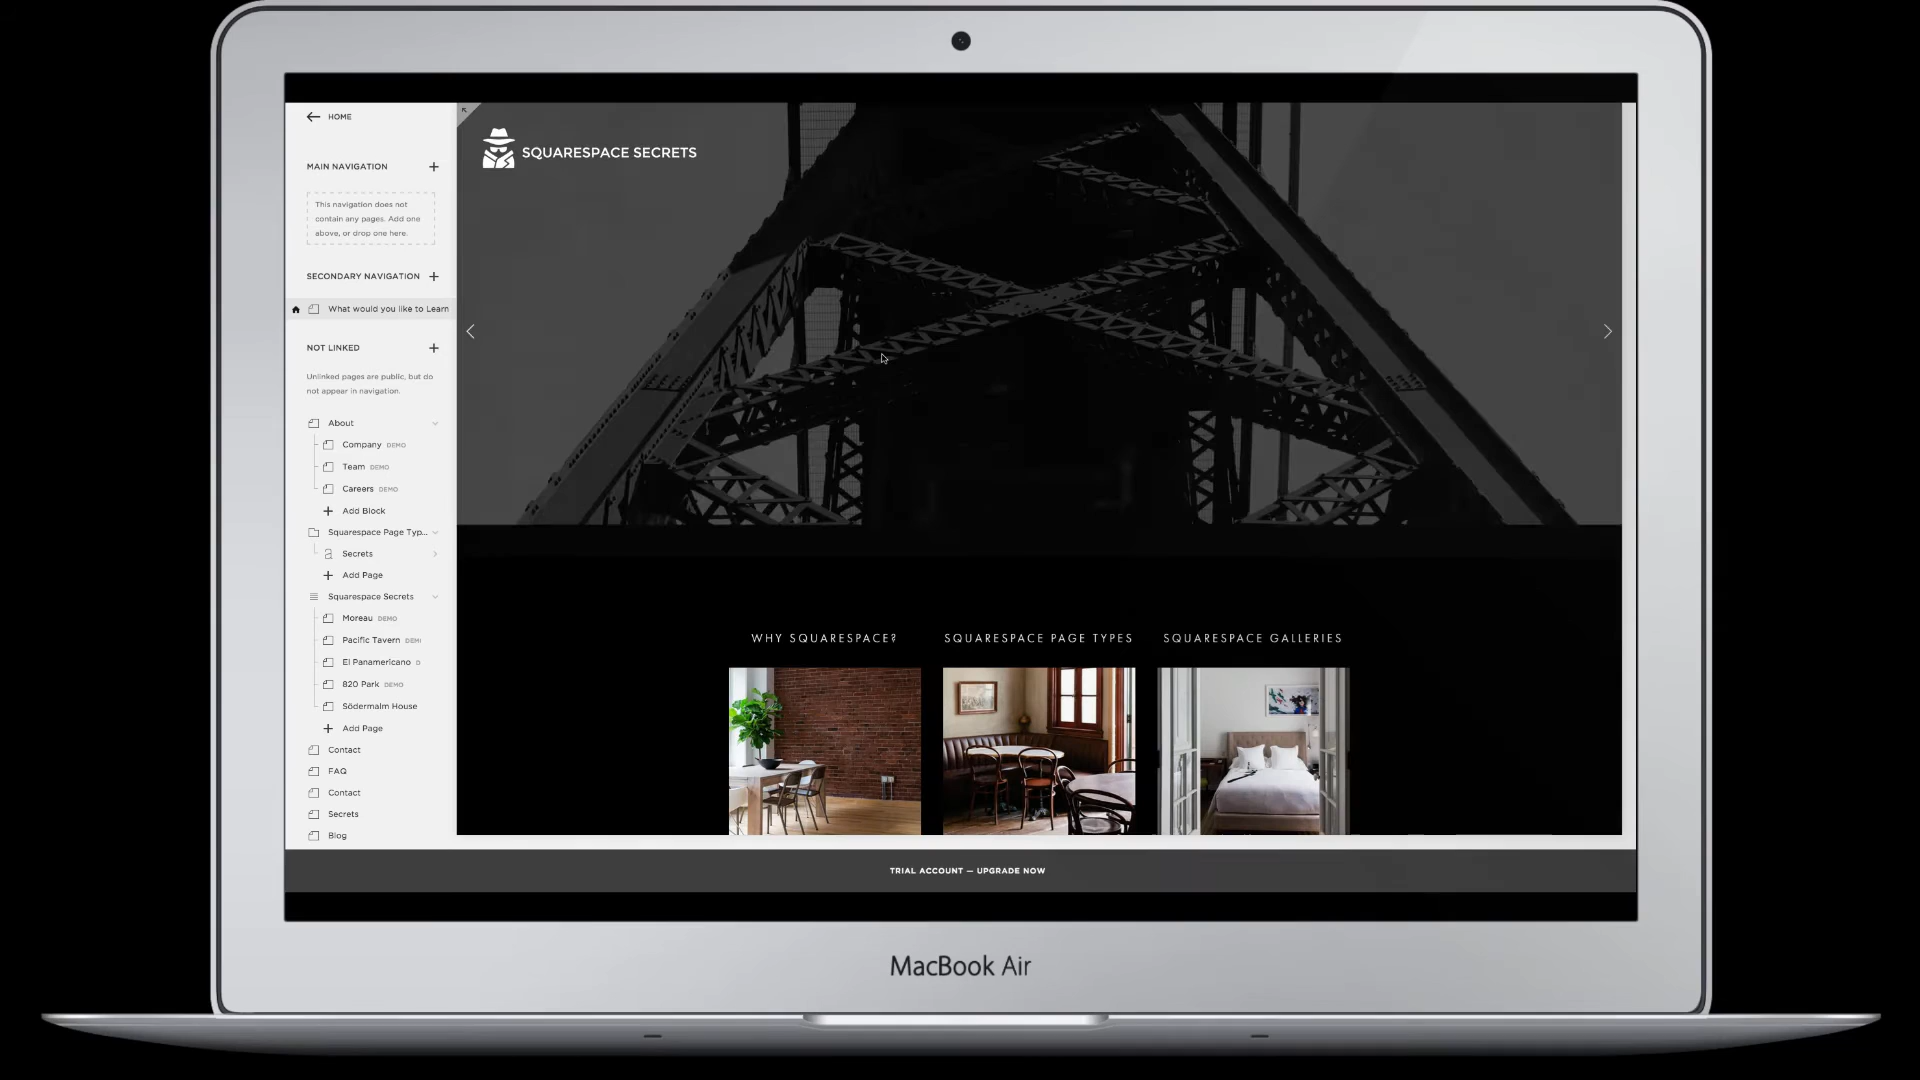 HOME
MAIN NAVIGATION
This navigation does not
contain any pages. Add one
above, or drop one here.
SECONDARY NAVIGATION
What would you like to Learn
NOT LINKED
Unlinked pages are public, but do
not appear in navigation.
About
Company DEMO
Team DEMO
Careers DEMO
Add Block
Squarespace Page Typ...
Secrets
Add Page
Squarespace Secrets
Moreau DEMO
Pacific Tavern DEM
El Panamericano D
820 Park DEMO
Södermalm House
Add Page
Contact
FAQ
Contact
Secrets
Blog
SQUARESPACE SECRETS
WHY SQUARESPACE?
SQUARESPACE PAGE TYPES
SQUARESPACE GALLERIES
TRIAL ACCOUNT — UPGRADE NOW
MacBook Air